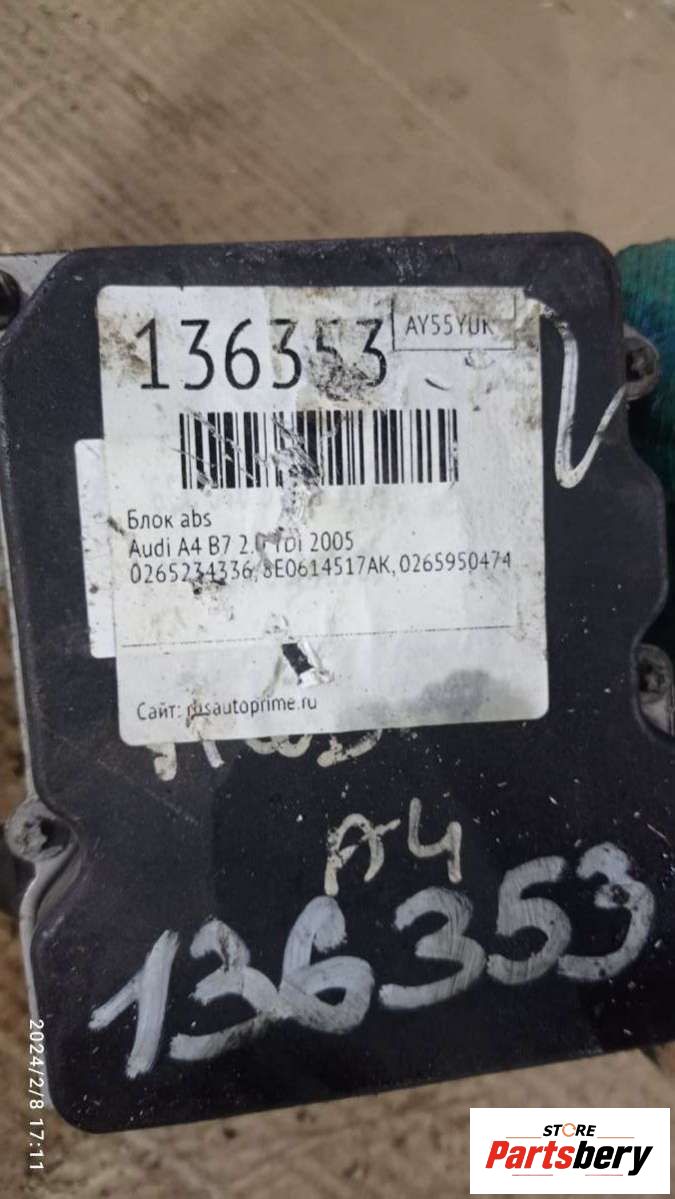 136353
AY55YUK
Блок abs
Audi A4 B7 2.0 TDi 2005
0265234336, 8E0614517AK, 0265950474
Сайт: rusautoprime.ru
A4
136353
2024/2/8 17:11
STORE
Partsbery